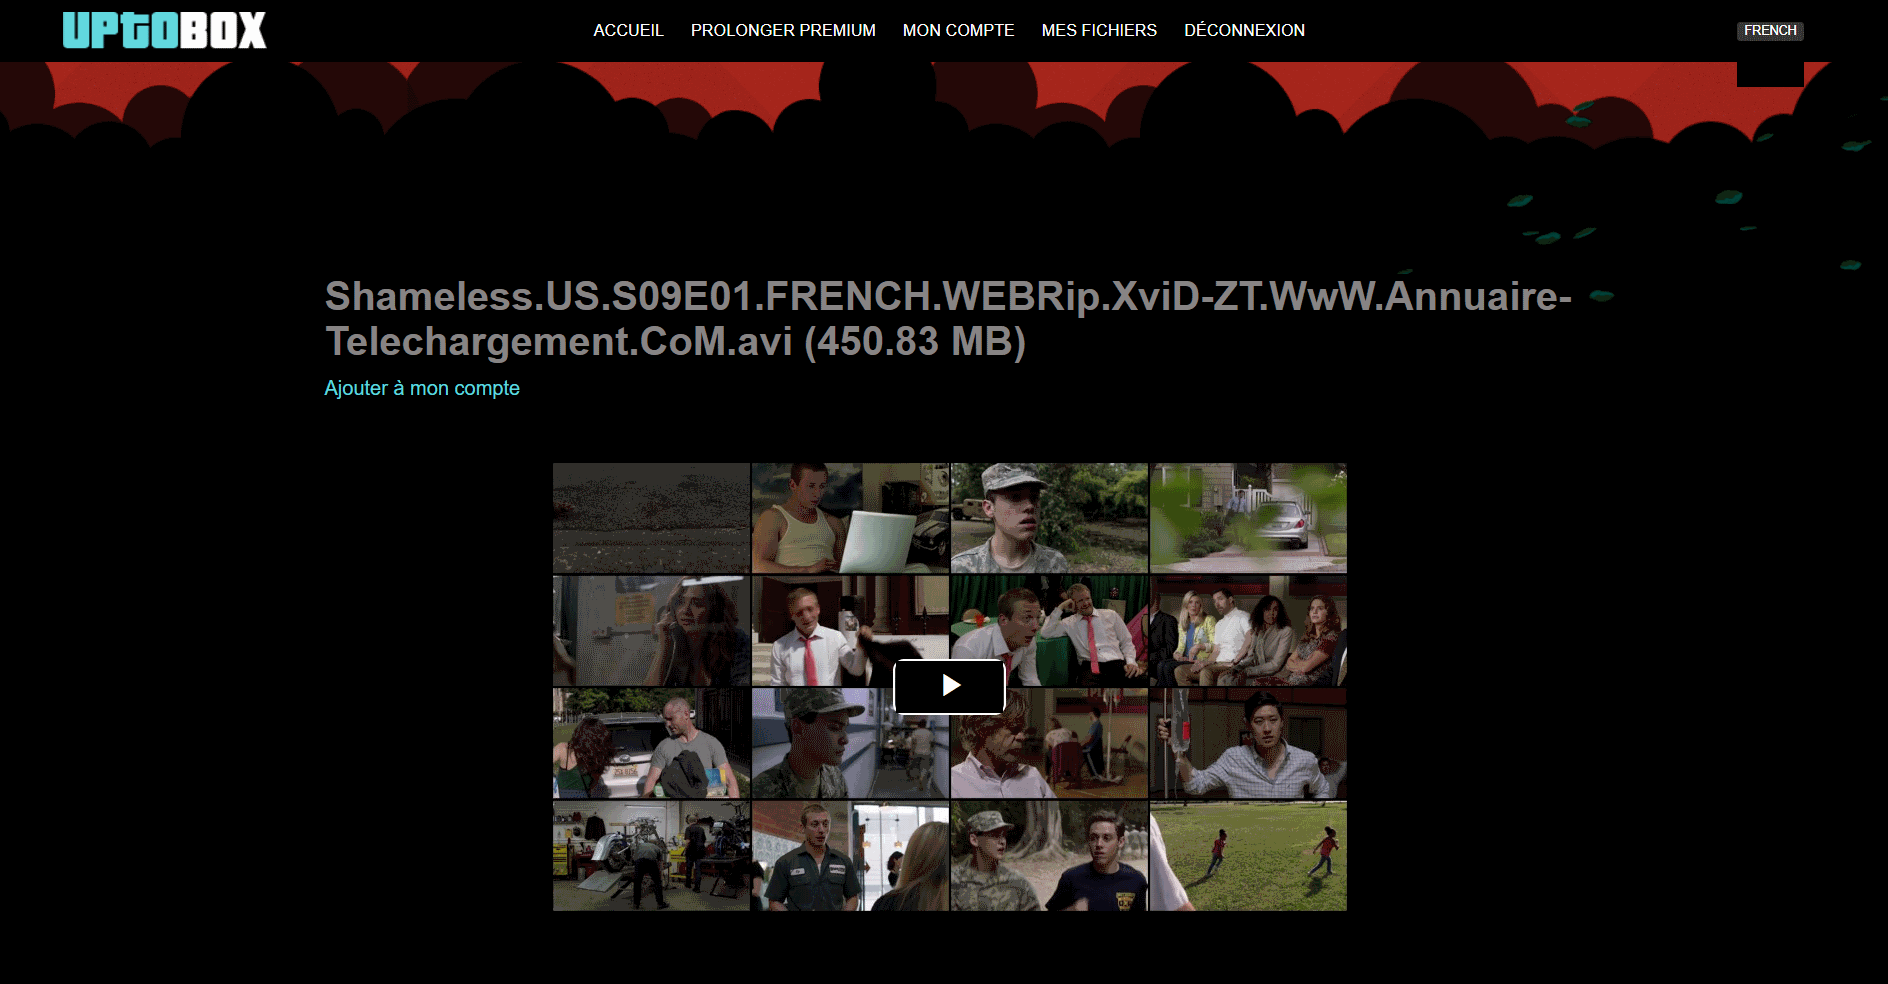 UPTOBOX
ACCUEIL PROLONGER PREMIUM MON COMPTE MES FICHIERS DÉCONNEXION
FRENCH
Shameless.US.S09E01.FRENCH.WEBRip.XviD-ZT.WwW.Annuaire-
Telechargement.CoM.avi (450.83 MB)
Ajouter à mon compte